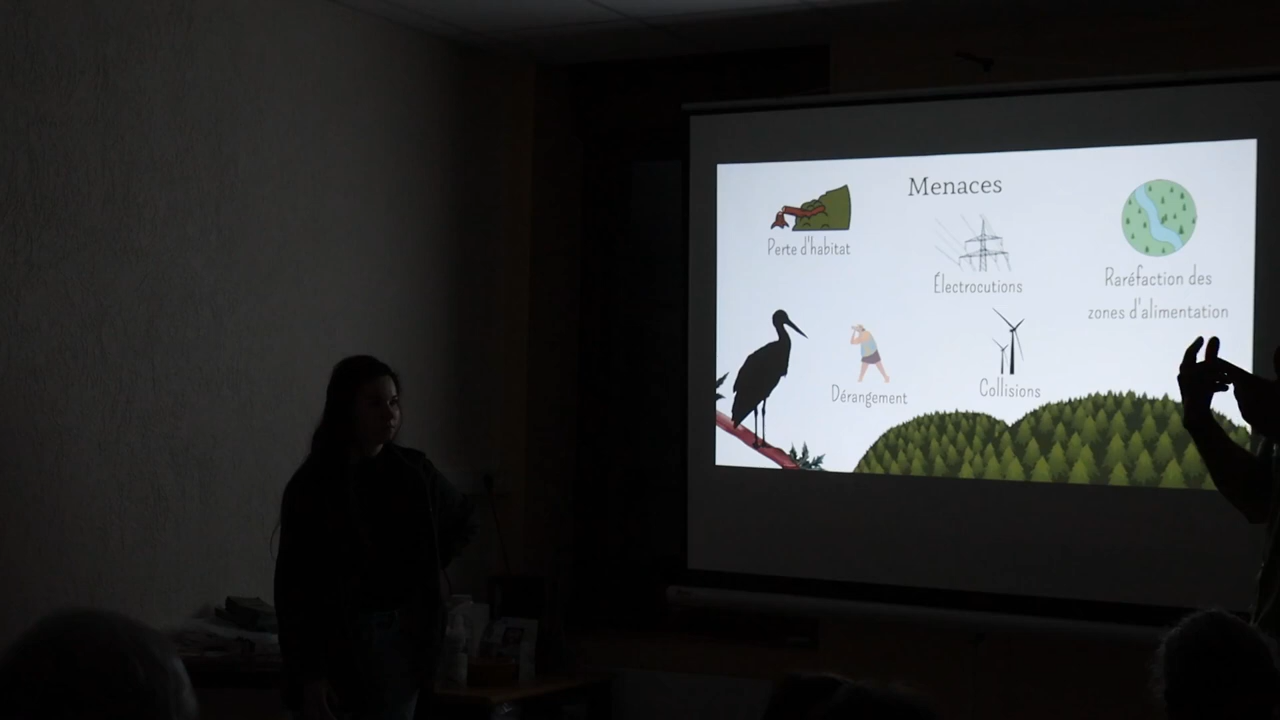 Menaces
Perte d'habitat
Électrocutions
Raréfaction des
zones d'alimentation
Dérangement
Collisions